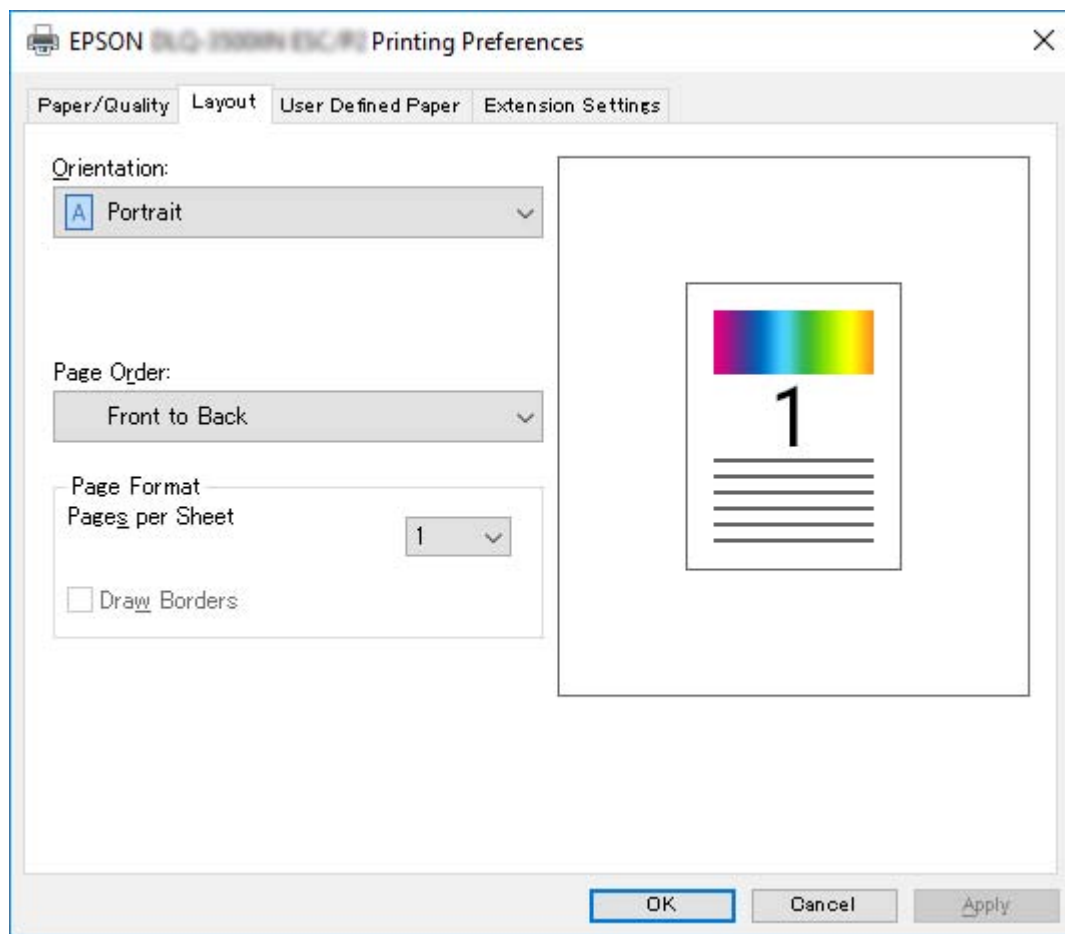 EPSON Printing Preferences
Paper/Quality Layout User Defined Paper Extension Settings
Orientation:
A Portrait
Page Order:
Front to Back
Page Format
Pages per Sheet
1
Draw Borders
1
OK Cancel Apply